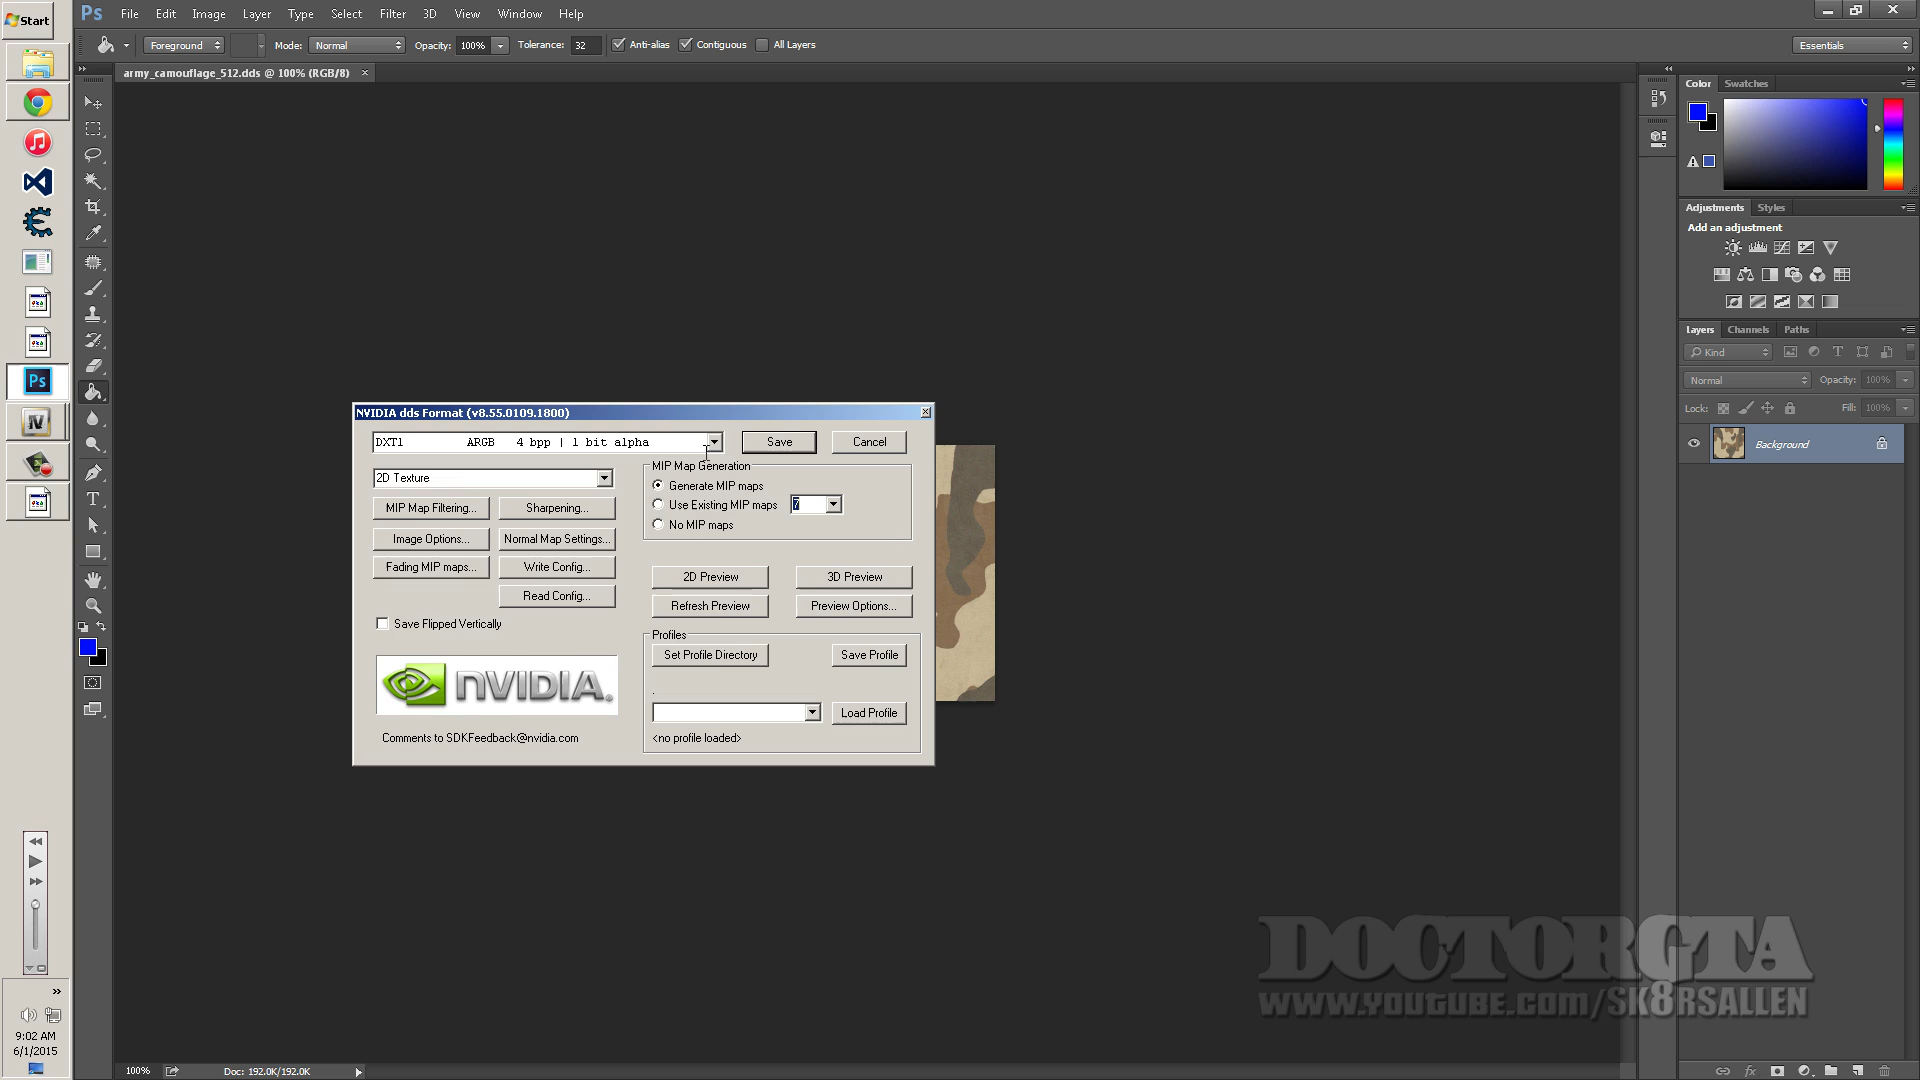 Start
Ps File Edit Image Layer Type Select Filter 3D View Window Help
Foreground Mode: Normal Opacity: 100% Tolerance: 32 Anti-alias Contiguous All Layers Essentials
army_camouflage_512.dds @ 100% (RGB/8)
Color Swatches
Adjustments Styles
Add an adjustment
Layers Channels Paths
Kind
Normal Opacity: 100%
Lock: Fill: 100%
Background
Ps
NVIDIA dds Format (v8.55.0109.1800)
DXT1 ARGB 4 bpp | 1 bit alpha Save Cancel
2D Texture
MIP Map Generation
Generate MIP maps
Use Existing MIP maps 7
No MIP maps
MIP Map Filtering... Sharpening...
Image Options... Normal Map Settings...
Fading MIP maps... Write Config...
Read Config...
2D Preview 3D Preview
Refresh Preview Preview Options...
Save Flipped Vertically
Profiles
Set Profile Directory Save Profile
Load Profile
<no profile loaded>
NVIDIA.
Comments to SDKFeedback@nvidia.com
DOCTORGTA
WWW.YOUTUBE.COM/SK8RSALLEN
9:02 AM
6/1/2015
100% Doc: 192.0K/192.0K